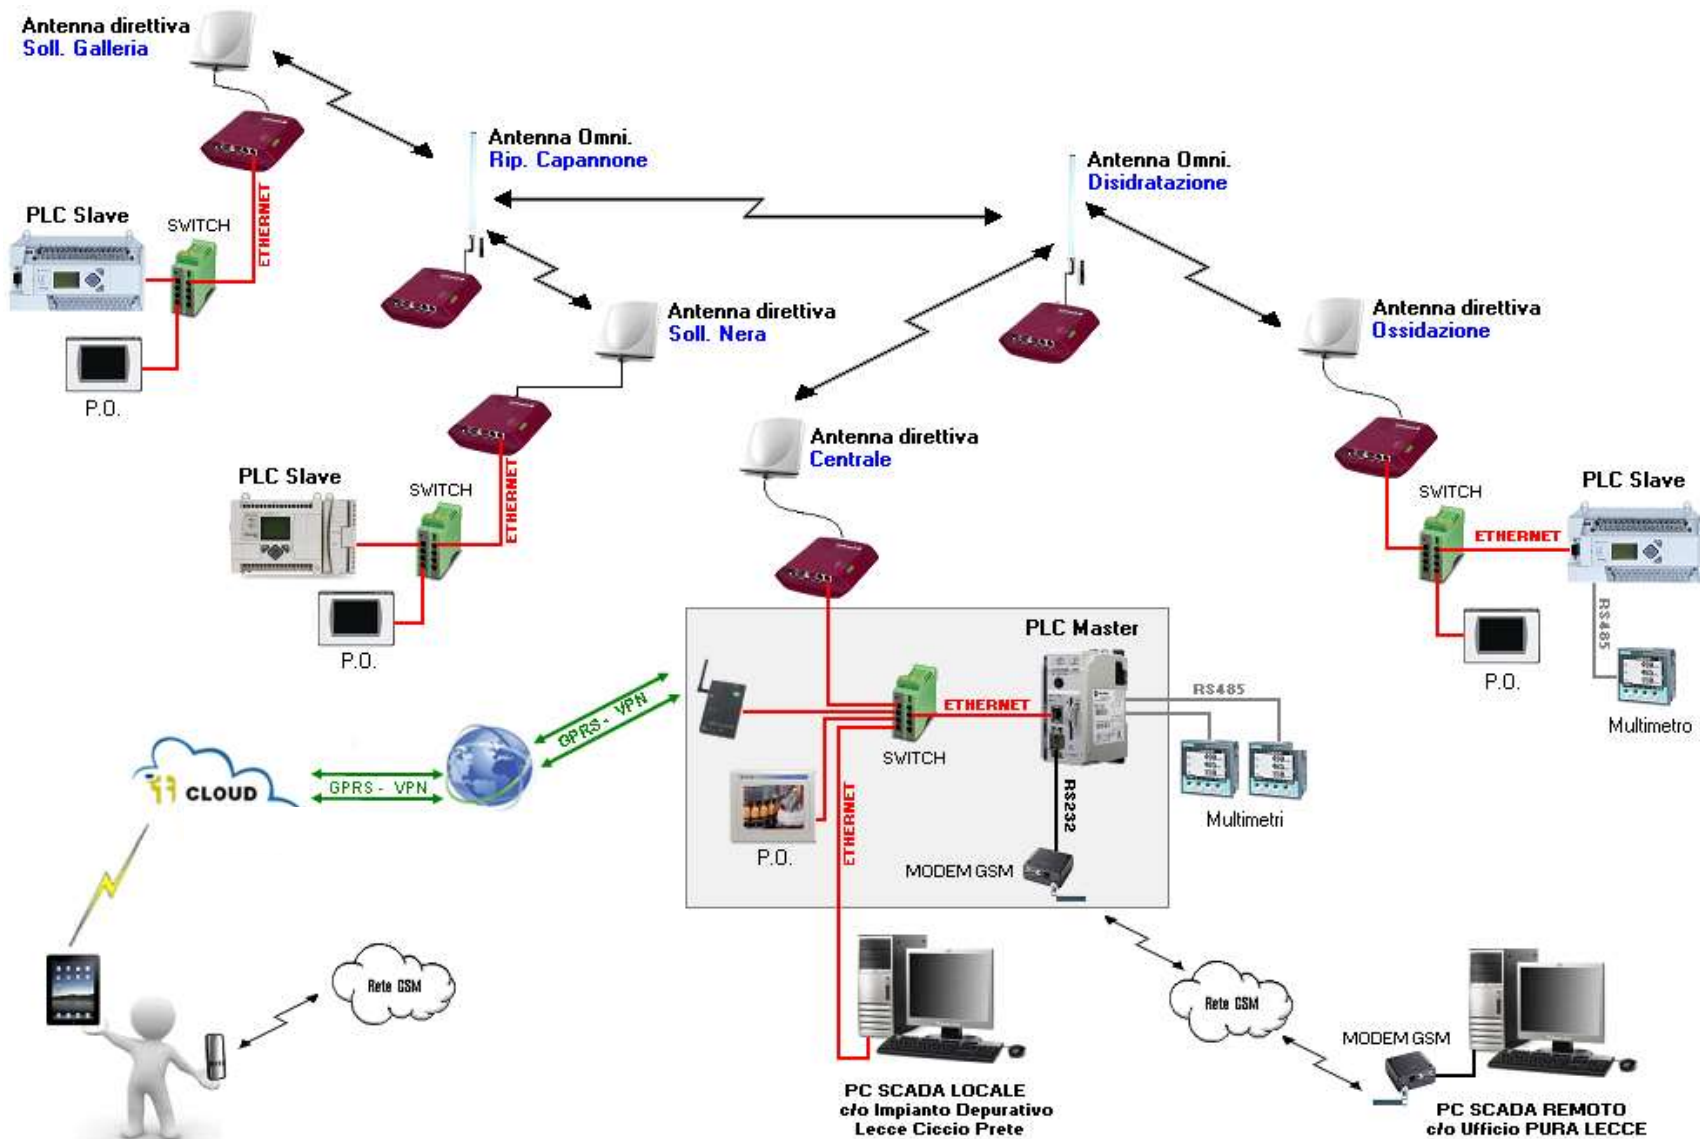 Antenna direttiva
Soll. Galleria
Antenna Omni.
Rip. Capannone
Antenna Omni.
Disidratazione
PLC Slave
SWITCH
ETHERNET
P.O.
Antenna direttiva
Soll. Nera
Antenna direttiva
Ossidazione
Antenna direttiva
Centrale
PLC Slave
SWITCH
ETHERNET
P.O.
SWITCH
PLC Slave
ETHERNET
RS485
P.O.
Multimetro
PLC Master
ETHERNET
SWITCH
RS485
Multimetri
P.O.
ETHERNET
RS232
MODEM GSM
GPRS - VPN
GPRS - VPN
CLOUD
Rete GSM
Rete GSM
MODEM GSM
PC SCADA LOCALE
c/o Impianto Depurativo
Lecce Ciccio Prete
PC SCADA REMOTO
c/o Ufficio PURA LECCE